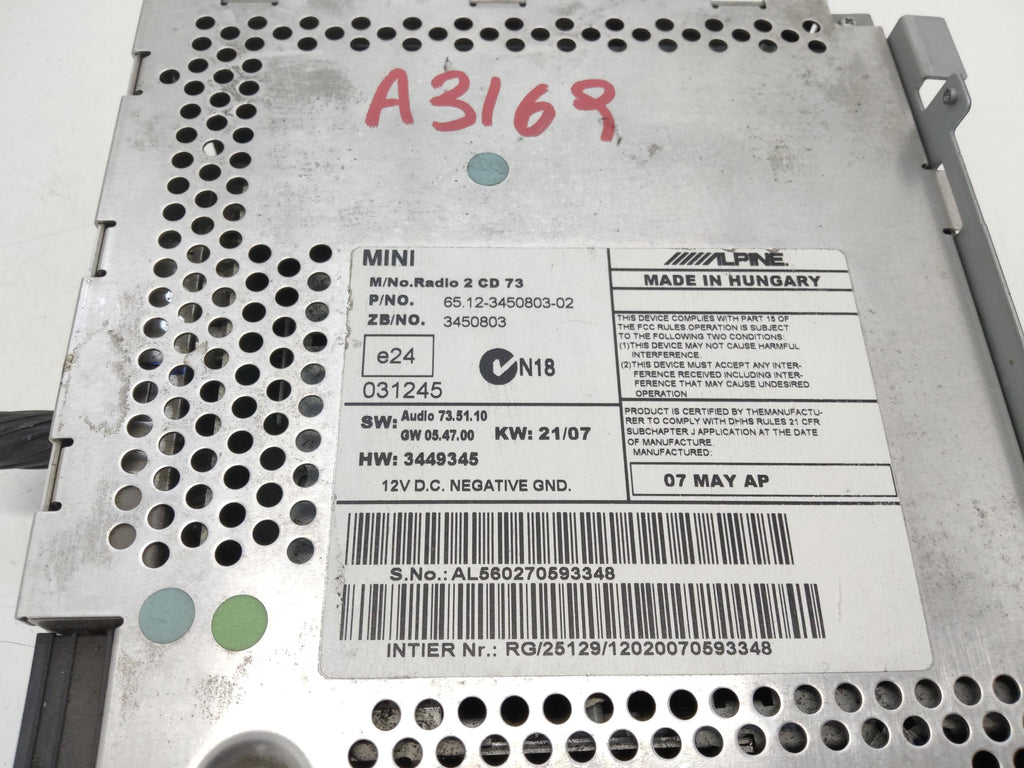 A3169
MINI
M/No.Radio 2 CD 73
P/NO. 65.12-3450803-02
ZB/NO. 3450803
e24
N18
031245
SW: Audio 73.51.10
GW 05.47.00
KW: 21/07
HW: 3449345
12V D.C. NEGATIVE GND.
ALPINE.
MADE IN HUNGARY
THIS DEVICE COMPLIES WITH PART 15 OF
THE FCC RULES.OPERATION IS SUBJECT
TO THE FOLLOWING TWO CONDITIONS:
(1)THIS DEVICE MAY NOT CAUSE HARMFUL
INTERFERENCE.
(2)THIS DEVICE MUST ACCEPT ANY INTER-
FERENCE RECEIVED INCLUDING INTER-
FERENCE THAT MAY CAUSE UNDESIRED
OPERATION
PRODUCT IS CERTIFIED BY THEMANUFACTU-
RER TO COMPLY WITH DHHS RULES 21 CFR
SUBCHAPTER J APPLICATION AT THE DATE
OF MANUFACTURE.
MANUFACTURED:
07 MAY AP
S.No.: AL560270593348
INTIER Nr.: RG/25129/12020070593348